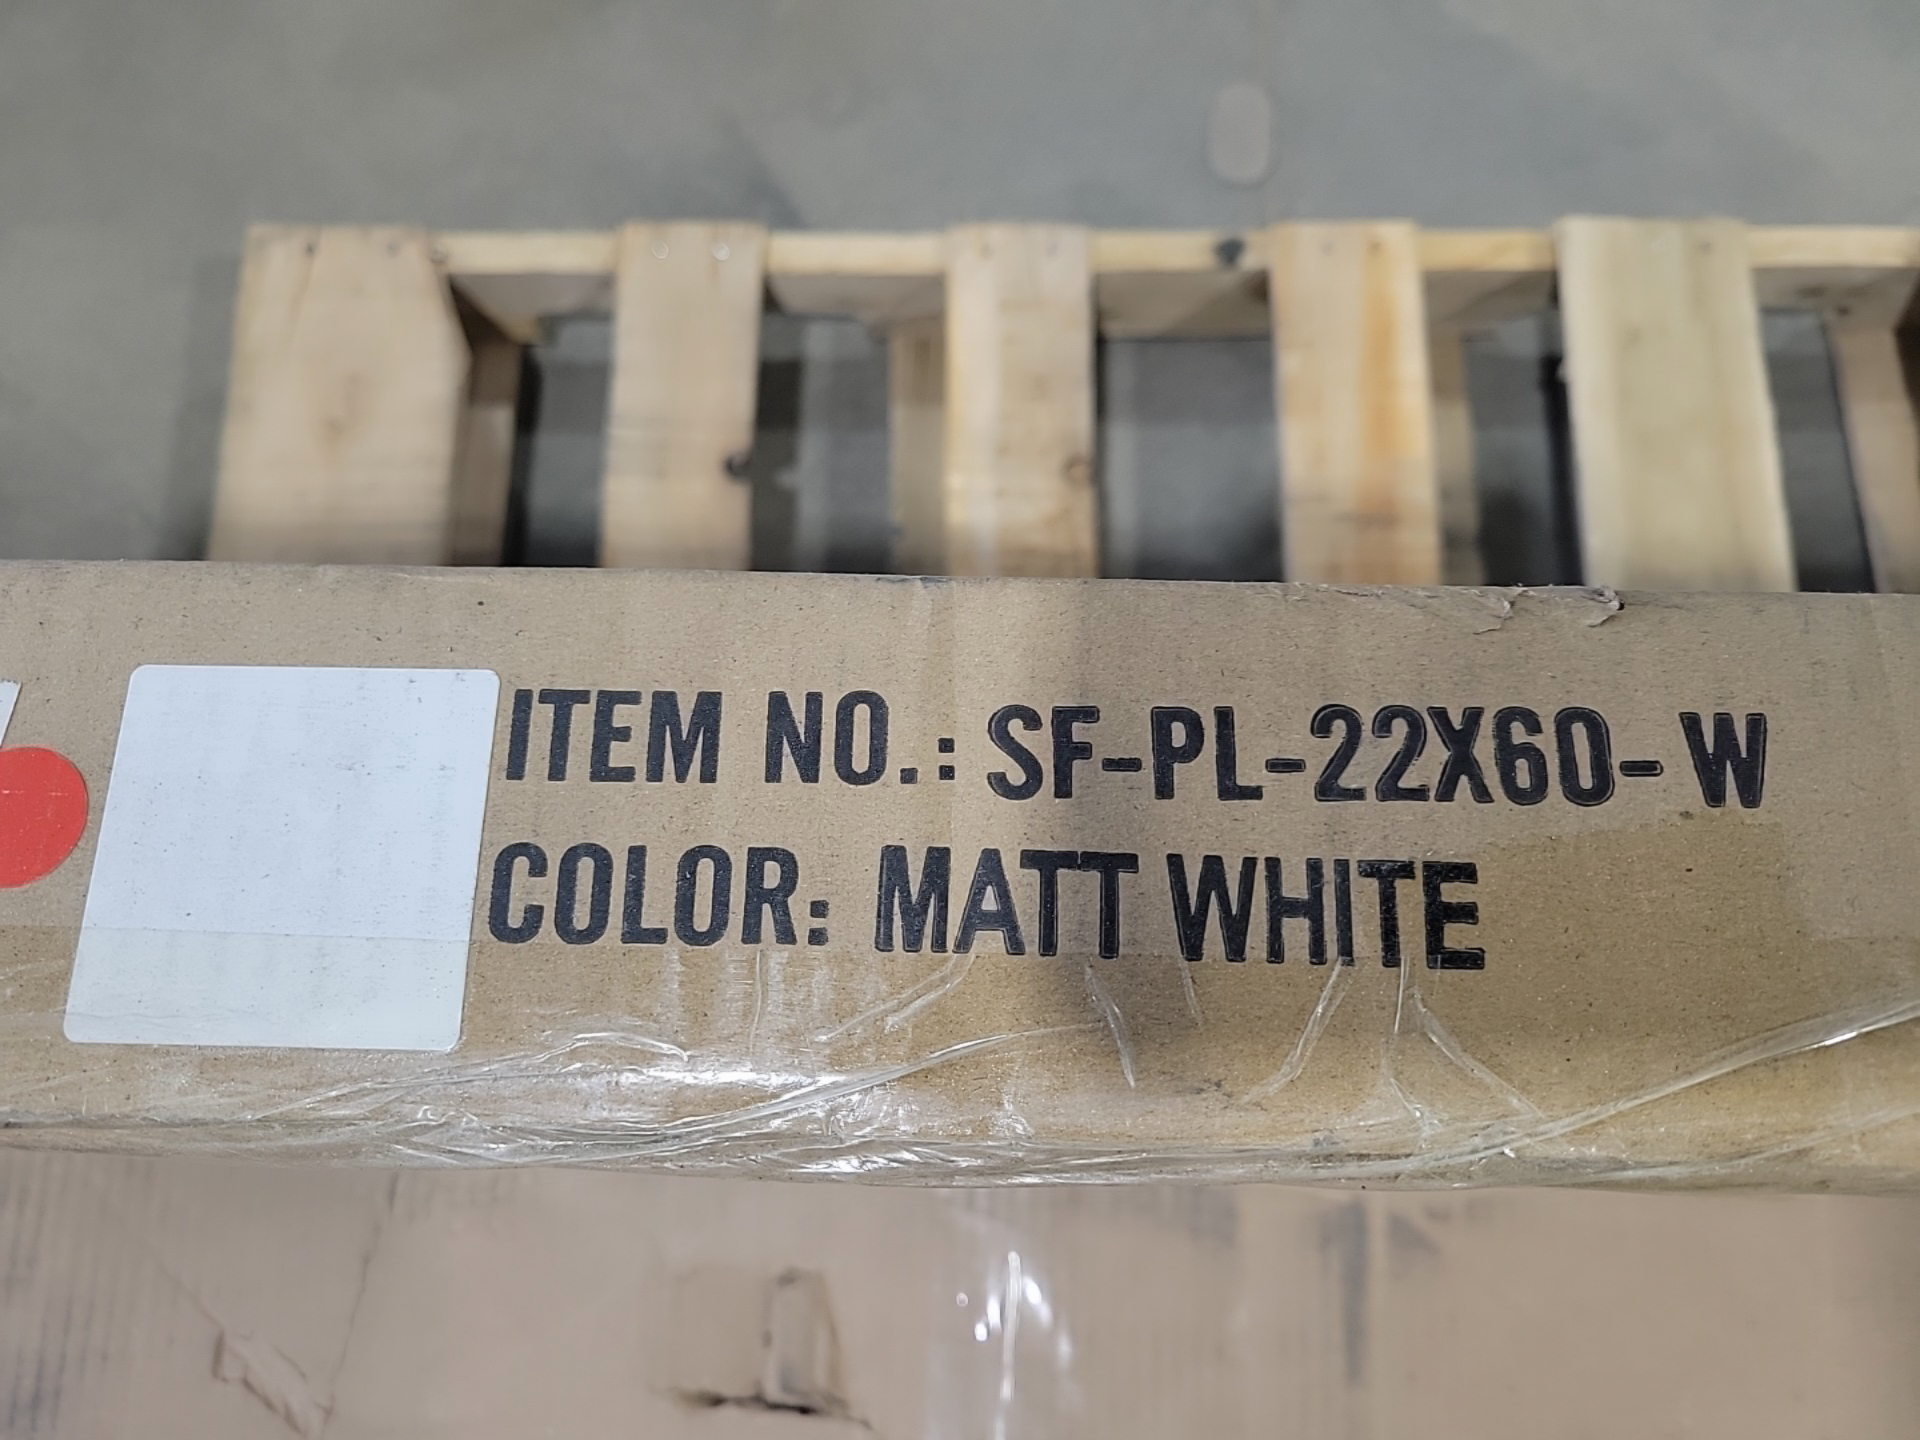 ITEM NO.: SF-PL-22X60-W
COLOR: MATT WHITE